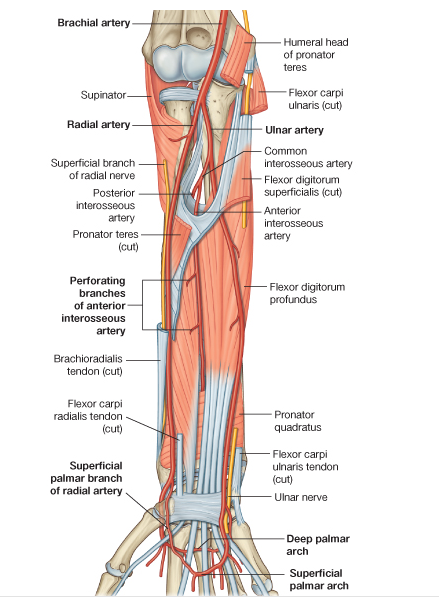 Brachial artery
Humeral head
of pronator
teres
Supinator
Flexor carpi
ulnaris (cut)
Radial artery
Ulnar artery
Superficial branch
of radial nerve
Common
interosseous artery
Posterior
interosseous
artery
Flexor digitorum
superficialis (cut)
Anterior
interosseous
artery
Pronator teres
(cut)
Perforating
branches
of anterior
interosseous
artery
Flexor digitorum
profundus
Brachioradialis
tendon (cut)
Flexor carpi
radialis tendon
(cut)
Pronator
quadratus
Superficial
palmar branch
of radial artery
Flexor carpi
ulnaris tendon
(cut)
Ulnar nerve
Deep palmar
arch
Superficial
palmar arch